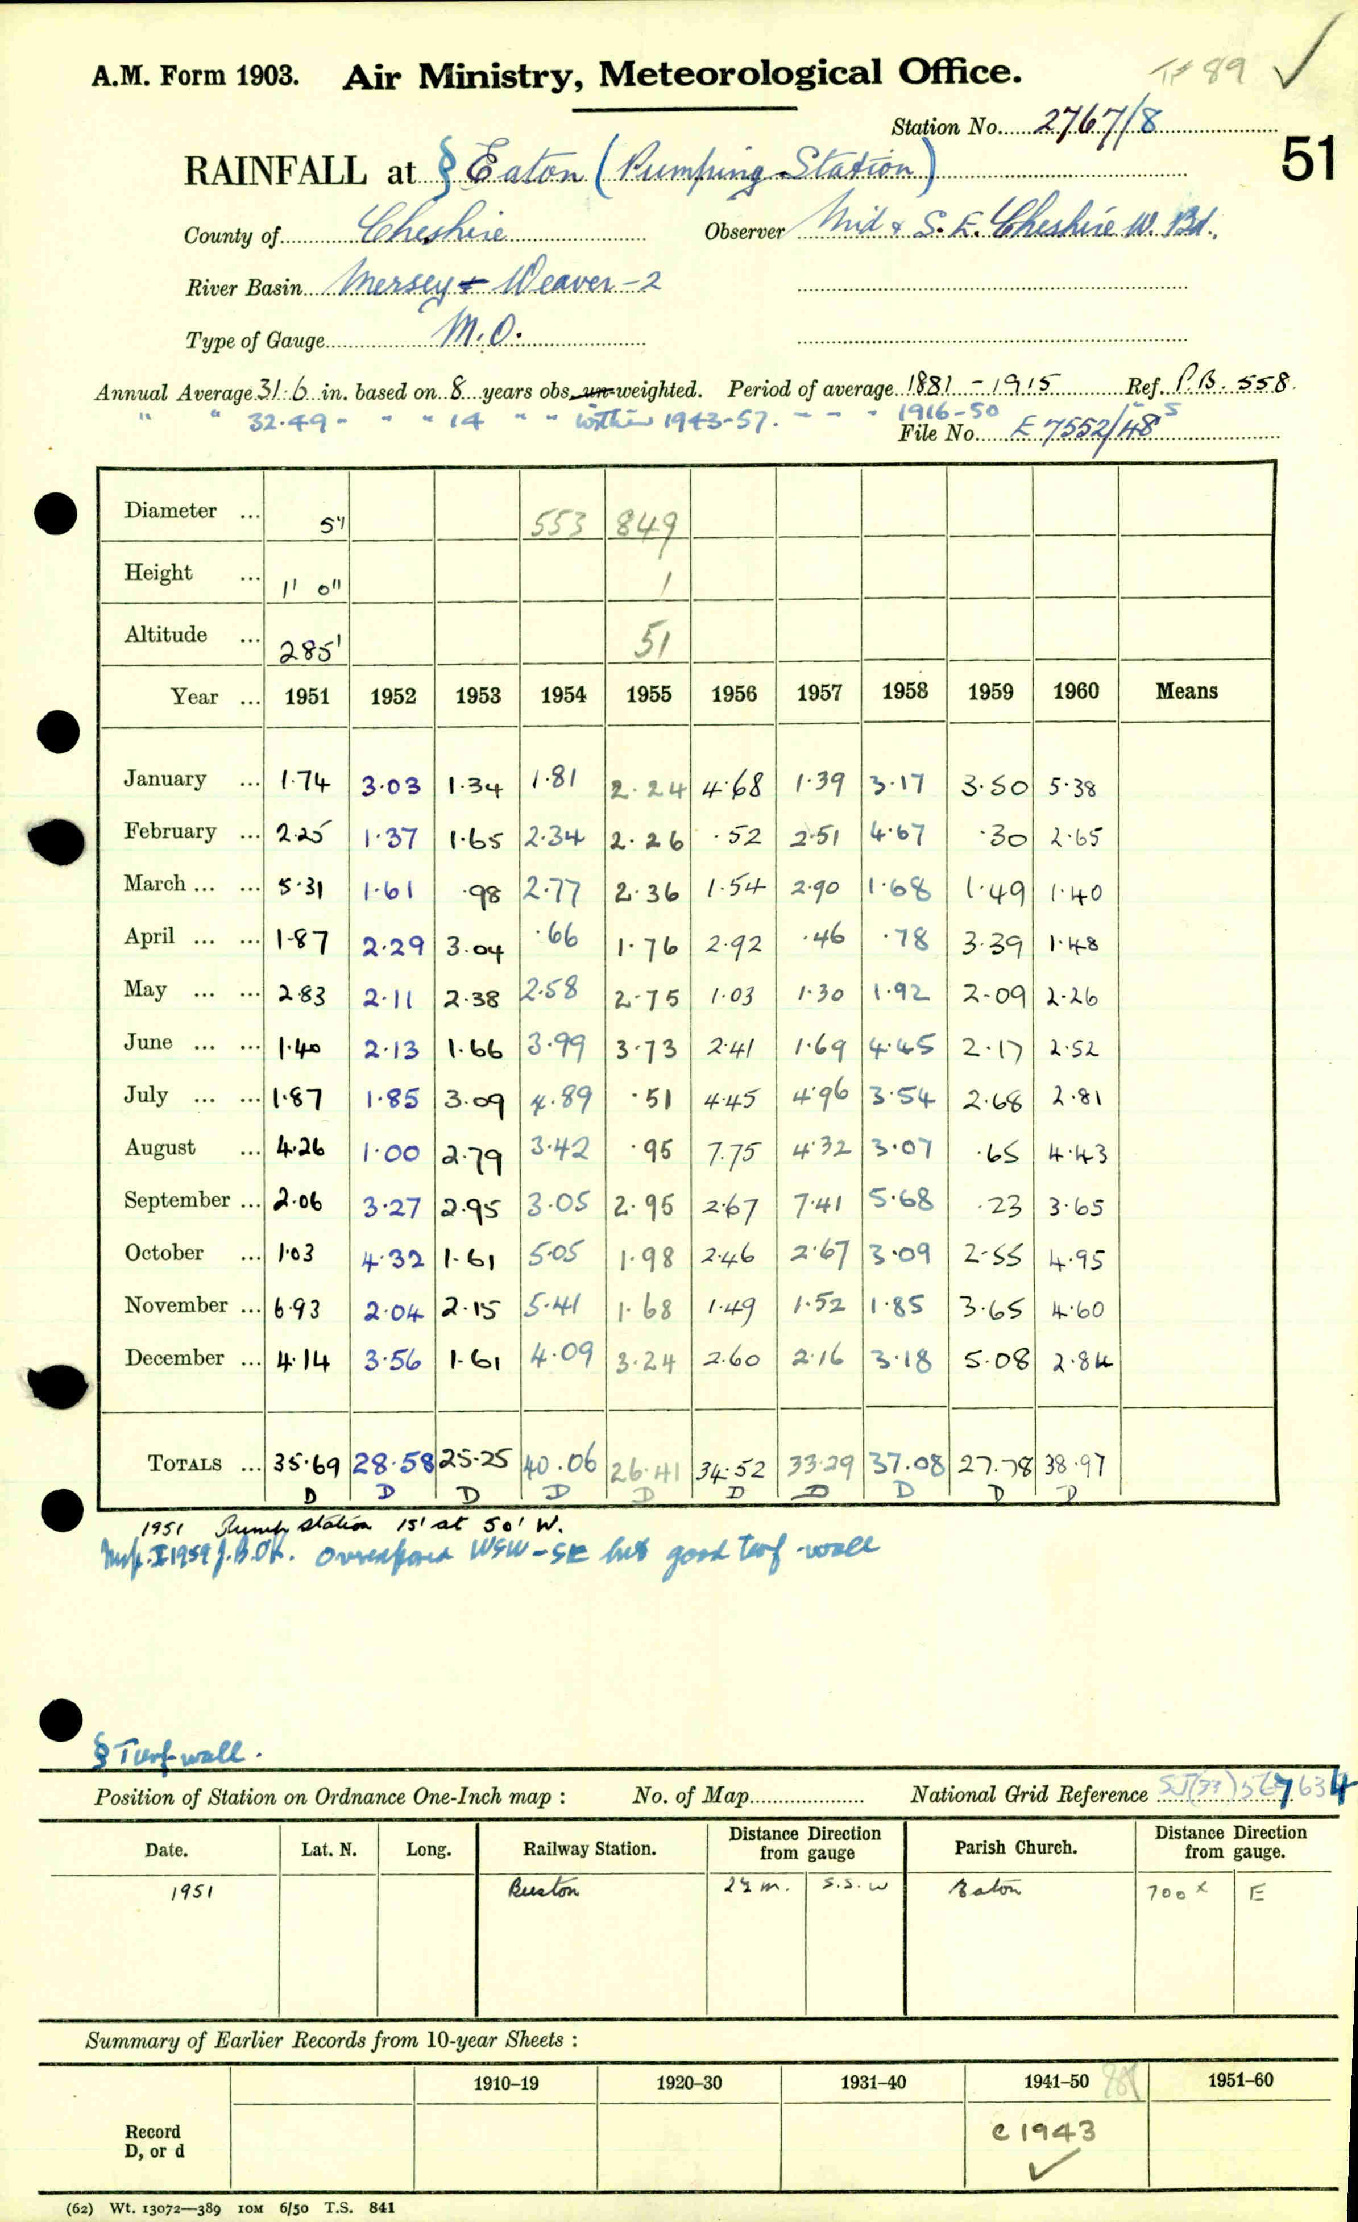 A.M. Form 1903. Air Ministry, Meteorological Office. 89 ✓
Station No. 2767/8
51
RAINFALL at § Eaton (Pumping Station)
County of Cheshire Observer Mid & S.E. Cheshire W. Bd.
River Basin Mersey & Weaver - 2
Type of Gauge M.O.
Annual Average 31.6 in. based on 8 years obs. un-weighted. Period of average 1881 - 1915 Ref. P.B. 558.
" " 32.49 - " " 14 " " within 1943-57. - - - 1916-50
File No. E 7552/48
Diameter ... 5" 553 849
Height ... 1' 0" 1
Altitude ... 285' 51
Year ... 1951 1952 1953 1954 1955 1956 1957 1958 1959 1960 Means
January ... 1.74 3.03 1.34 1.81 2.24 4.68 1.39 3.17 3.50 5.38
February ... 2.25 1.37 1.65 2.34 2.26 .52 2.51 4.67 .30 2.65
March ... ... 5.31 1.61 .98 2.77 2.36 1.54 2.90 1.68 1.49 1.40
April ... ... 1.87 2.29 3.04 .66 1.76 2.92 .46 .78 3.39 1.48
May ... ... 2.83 2.11 2.38 2.58 2.75 1.03 1.30 1.92 2.09 2.26
June ... ... 1.40 2.13 1.66 3.99 3.73 2.41 1.69 4.45 2.17 2.52
July ... ... 1.87 1.85 3.09 4.89 .51 4.45 4.96 3.54 2.68 2.81
August ... 4.26 1.00 2.79 3.42 .95 7.75 4.32 3.07 .65 4.43
September ... 2.06 3.27 2.95 3.05 2.95 2.67 7.41 5.68 .23 3.65
October ... 1.03 4.32 1.61 5.05 1.98 2.46 2.67 3.09 2.55 4.95
November ... 6.93 2.04 2.15 5.41 1.68 1.49 1.52 1.85 3.65 4.60
December ... 4.14 3.56 1.61 4.09 3.24 2.60 2.16 3.18 5.08 2.84
TOTALS ... 35.69 28.58 25.25 40.06 26.41 34.52 33.29 37.08 27.78 38.97
D D D D D D D D D D
1951 Pump station 15' at 50' W.
Insp. I 1959 J.B.OK. Overexposed WSW-SE but good turf wall
§ Turf wall.
Position of Station on Ordnance One-Inch map : No. of Map National Grid Reference
Date. Lat. N. Long. Railway Station. Distance from Direction gauge Parish Church. Distance from Direction gauge.
1951 2½ m. S.S.W Eaton 700 x E
Summary of Earlier Records from 10-year Sheets :
1910-19 1920-30 1931-40 1941-50 1951-60
Record D, or d c 1943 ✓
(62) Wt. 13072—389 10M 6/50 T.S. 841